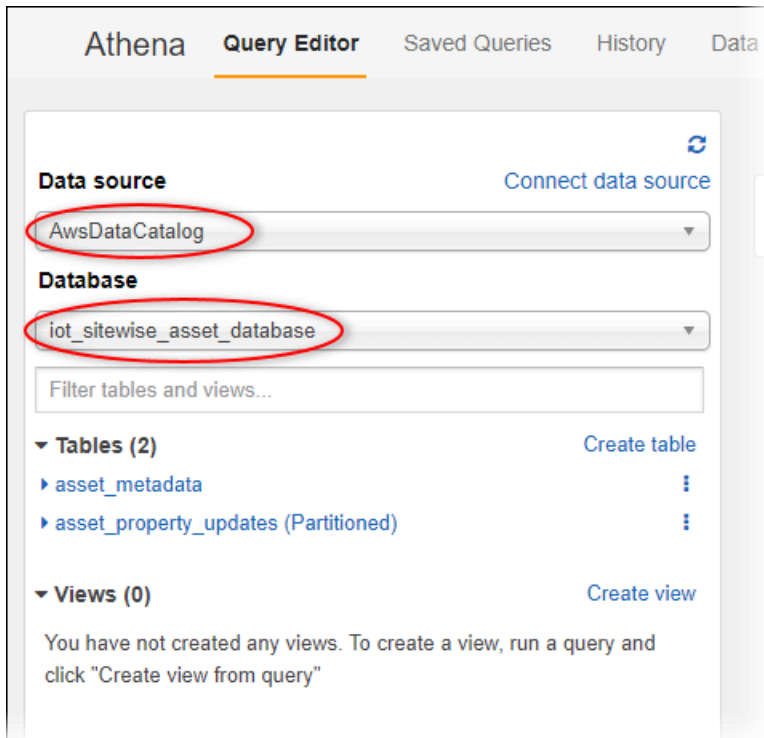 Athena Query Editor Saved Queries History Data
Data source Connect data source
AwsDataCatalog
Database
iot_sitewise_asset_database
Filter tables and views...
Tables (2) Create table
asset_metadata
asset_property_updates (Partitioned)
Views (0) Create view
You have not created any views. To create a view, run a query and
click "Create view from query"